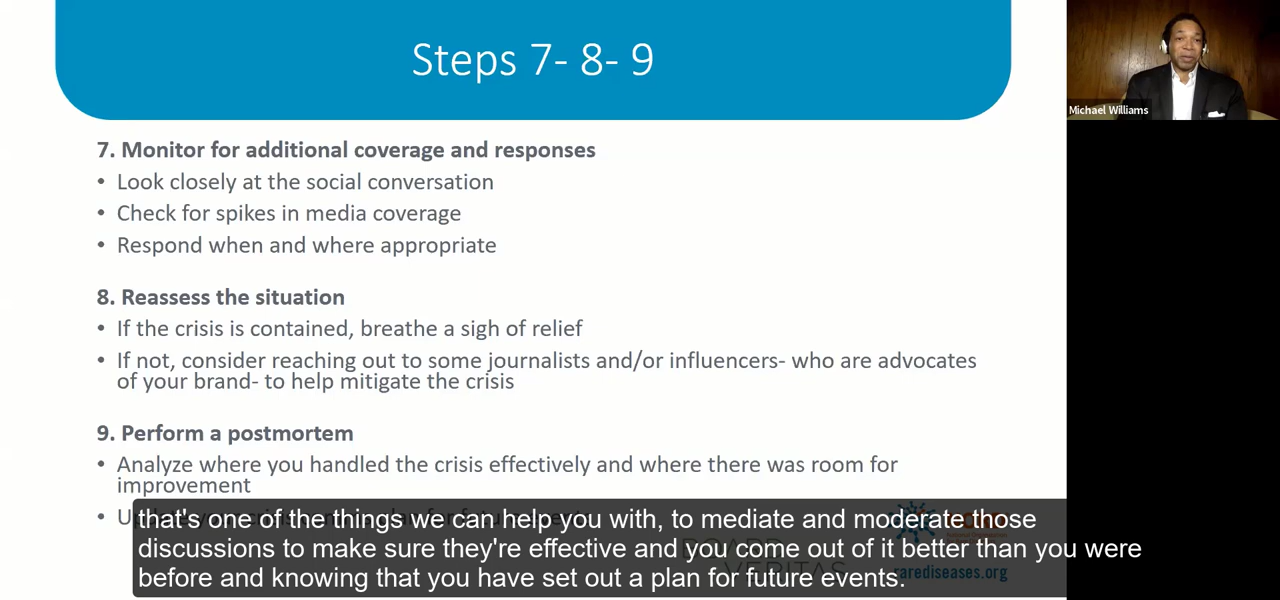 Steps 7- 8- 9
Michael Williams
7. Monitor for additional coverage and responses
• Look closely at the social conversation
• Check for spikes in media coverage
• Respond when and where appropriate
8. Reassess the situation
• If the crisis is contained, breathe a sigh of relief
• If not, consider reaching out to some journalists and/or influencers- who are advocates
of your brand- to help mitigate the crisis
9. Perform a postmortem
• Analyze where you handled the crisis effectively and where there was room for
improvement
that's one of the things we can help you with, to mediate and moderate those
discussions to make sure they're effective and you come out of it better than you were
before and knowing that you have set out a plan for future events.
rarediseases.org